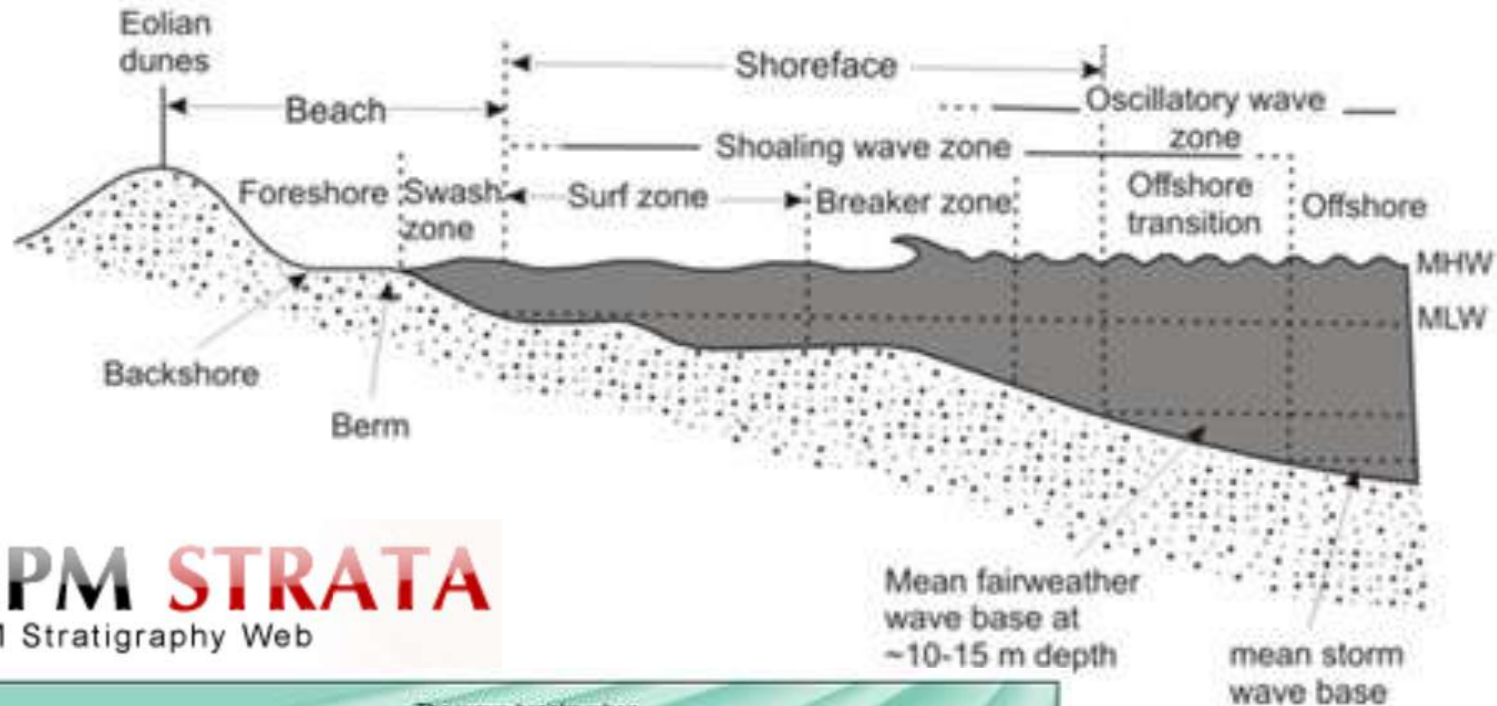 Eolian
dunes
Shoreface
Beach
Oscillatory wave
zone
Shoaling wave zone
Foreshore
Swash
zone
Surf zone
Breaker zone
Offshore
transition
Offshore
MHW
MLW
Backshore
Berm
PM STRATA
Stratigraphy Web
Mean fairweather
wave base at
~10-15 m depth
mean storm
wave base